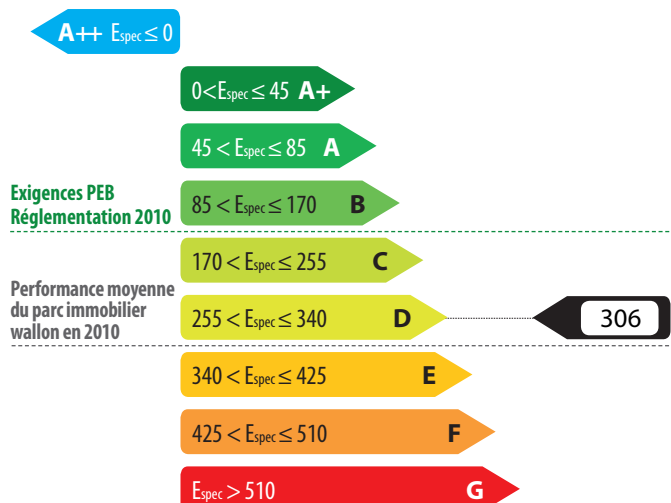 A++ Espec ≤ 0
0<Espec ≤ 45 A+
45 < Espec ≤ 85 A
Exigences PEB
Réglementation 2010
85 < Espec ≤ 170 B
170 < Espec ≤ 255 C
Performance moyenne
du parc immobilier
wallon en 2010
255 < Espec ≤ 340 D
306
340 < Espec ≤ 425 E
425 < Espec ≤ 510 F
Espec > 510 G